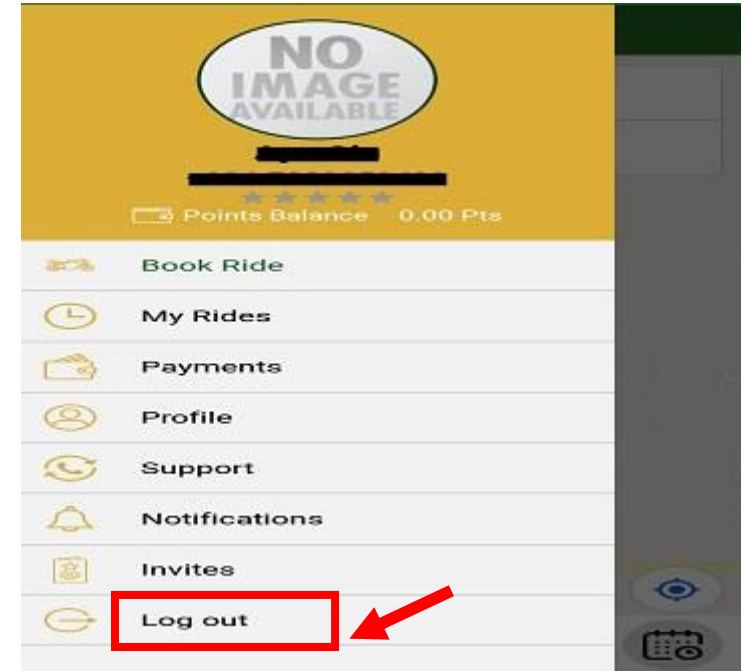 NO
IMAGE
AVAILABLE
Points Balance 0.00 Pts
Book Ride
My Rides
Payments
Profile
Support
Notifications
Invites
Log out